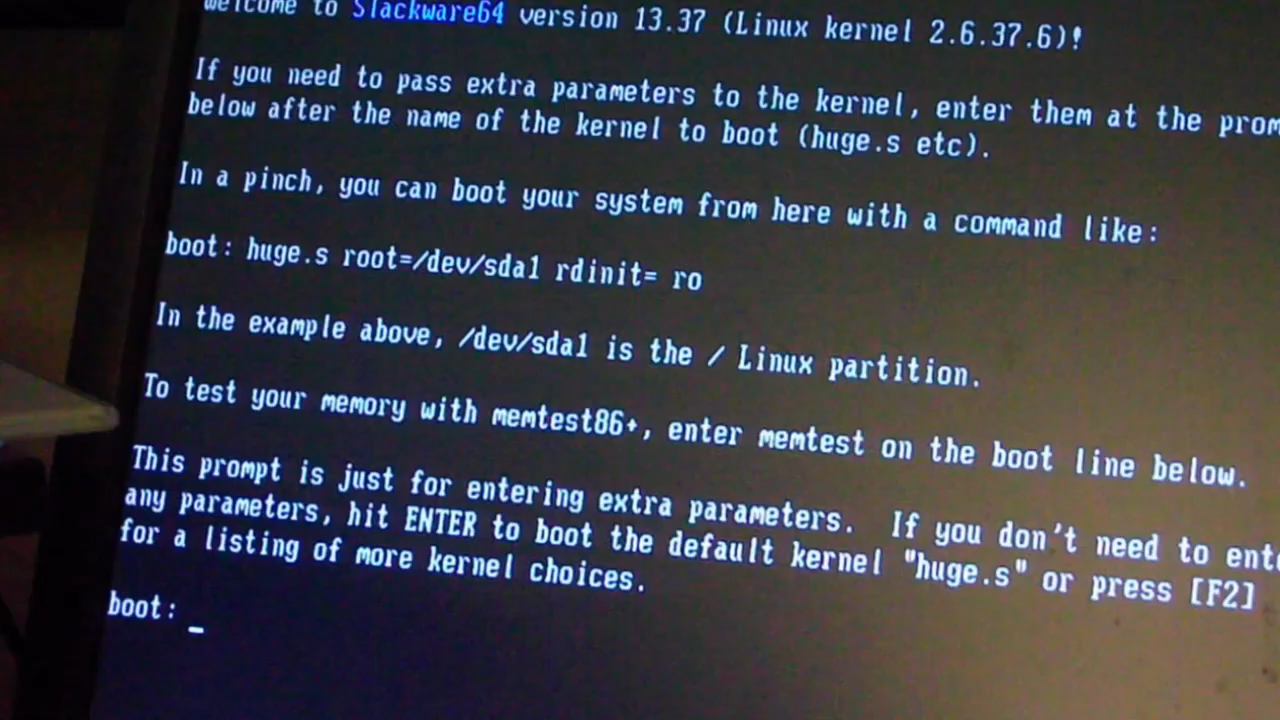 Welcome to Slackware64 version 13.37 (Linux kernel 2.6.37.6)!
If you need to pass extra parameters to the kernel, enter them at the prom
below after the name of the kernel to boot (huge.s etc).
In a pinch, you can boot your system from here with a command like:
boot: huge.s root=/dev/sda1 rdinit= ro
In the example above, /dev/sda1 is the / Linux partition.
To test your memory with memtest86+, enter memtest on the boot line below.
This prompt is just for entering extra parameters.  If you don't need to ente
any parameters, hit ENTER to boot the default kernel "huge.s" or press [F2]
for a listing of more kernel choices.
boot: _